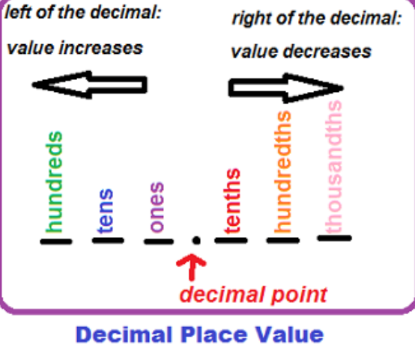 left of the decimal:
value increases
right of the decimal:
value decreases
hundreds
tens
ones
tenths
hundredths
thousandths
decimal point
Decimal Place Value